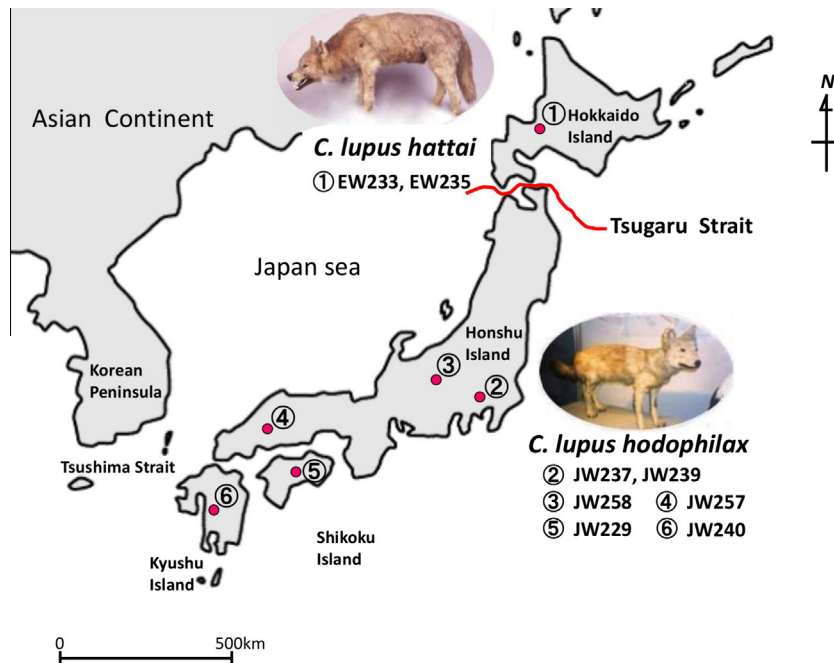 N
Asian Continent
① Hokkaido
Island
C. lupus hattai
① EW233, EW235
Tsugaru Strait
Japan sea
Honshu
Island
③
②
Korean
Peninsula
④
C. lupus hodophilax
Tsushima Strait
⑤
② JW237, JW239
⑥
③ JW258 ④ JW257
⑤ JW229 ⑥ JW240
Shikoku
Island
Kyushu
Island
0 500km